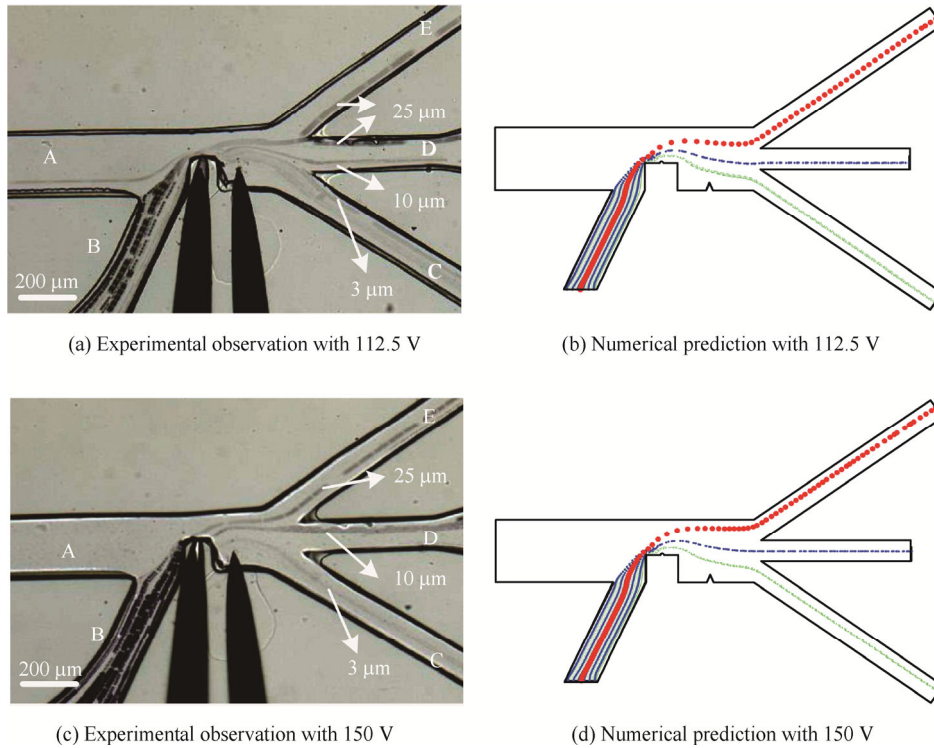 E
25 μm
A
D
10 μm
B
200 μm
C
3 μm
(a) Experimental observation with 112.5 V
(b) Numerical prediction with 112.5 V
E
25 μm
A
D
10 μm
B
3 μm
C
200 μm
(c) Experimental observation with 150 V
(d) Numerical prediction with 150 V